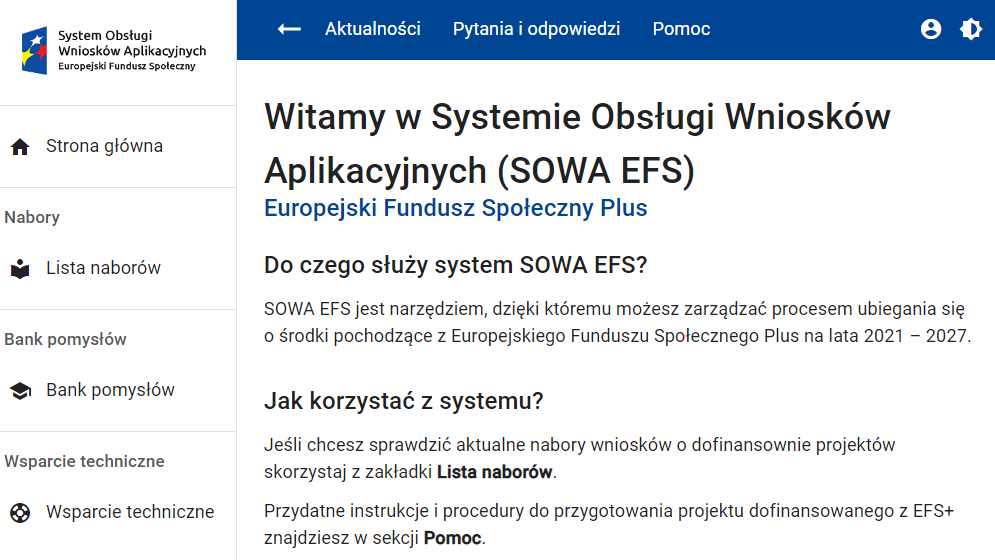 System Obsługi
Wniosków Aplikacyjnych
Europejski Fundusz Społeczny
Strona główna
Nabory
Lista naborów
Bank pomysłów
Bank pomysłów
Wsparcie techniczne
Wsparcie techniczne
Aktualności Pytania i odpowiedzi Pomoc
Witamy w Systemie Obsługi Wniosków
Aplikacyjnych (SOWA EFS)
Europejski Fundusz Społeczny Plus
Do czego służy system SOWA EFS?
SOWA EFS jest narzędziem, dzięki któremu możesz zarządzać procesem ubiegania się
o środki pochodzące z Europejskiego Funduszu Społecznego Plus na lata 2021 – 2027.
Jak korzystać z systemu?
Jeśli chcesz sprawdzić aktualne nabory wniosków o dofinansownie projektów
skorzystaj z zakładki Lista naborów.
Przydatne instrukcje i procedury do przygotowania projektu dofinansowanego z EFS+
znajdziesz w sekcji Pomoc.